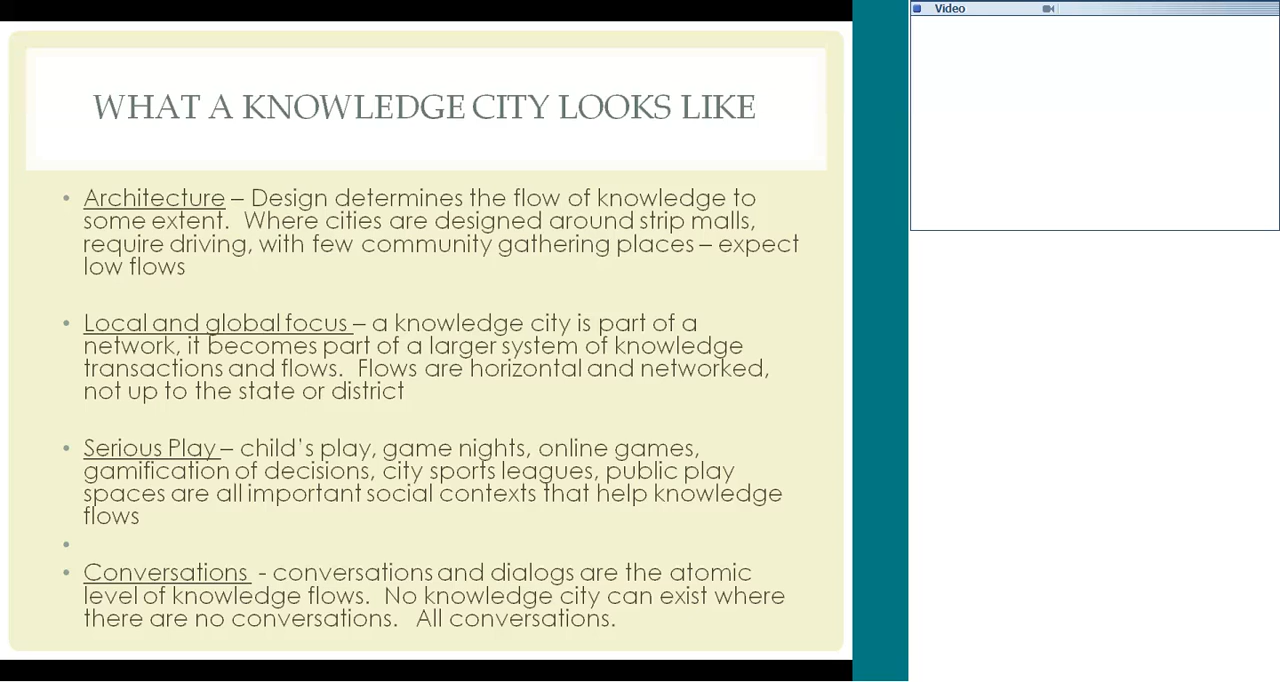 Video
WHAT A KNOWLEDGE CITY LOOKS LIKE
• Architecture – Design determines the flow of knowledge to
some extent. Where cities are designed around strip malls,
require driving, with few community gathering places – expect
low flows
• Local and global focus – a knowledge city is part of a
network, it becomes part of a larger system of knowledge
transactions and flows. Flows are horizontal and networked,
not up to the state or district
• Serious Play – child's play, game nights, online games,
gamification of decisions, city sports leagues, public play
spaces are all important social contexts that help knowledge
flows
•
• Conversations - conversations and dialogs are the atomic
level of knowledge flows. No knowledge city can exist where
there are no conversations. All conversations.